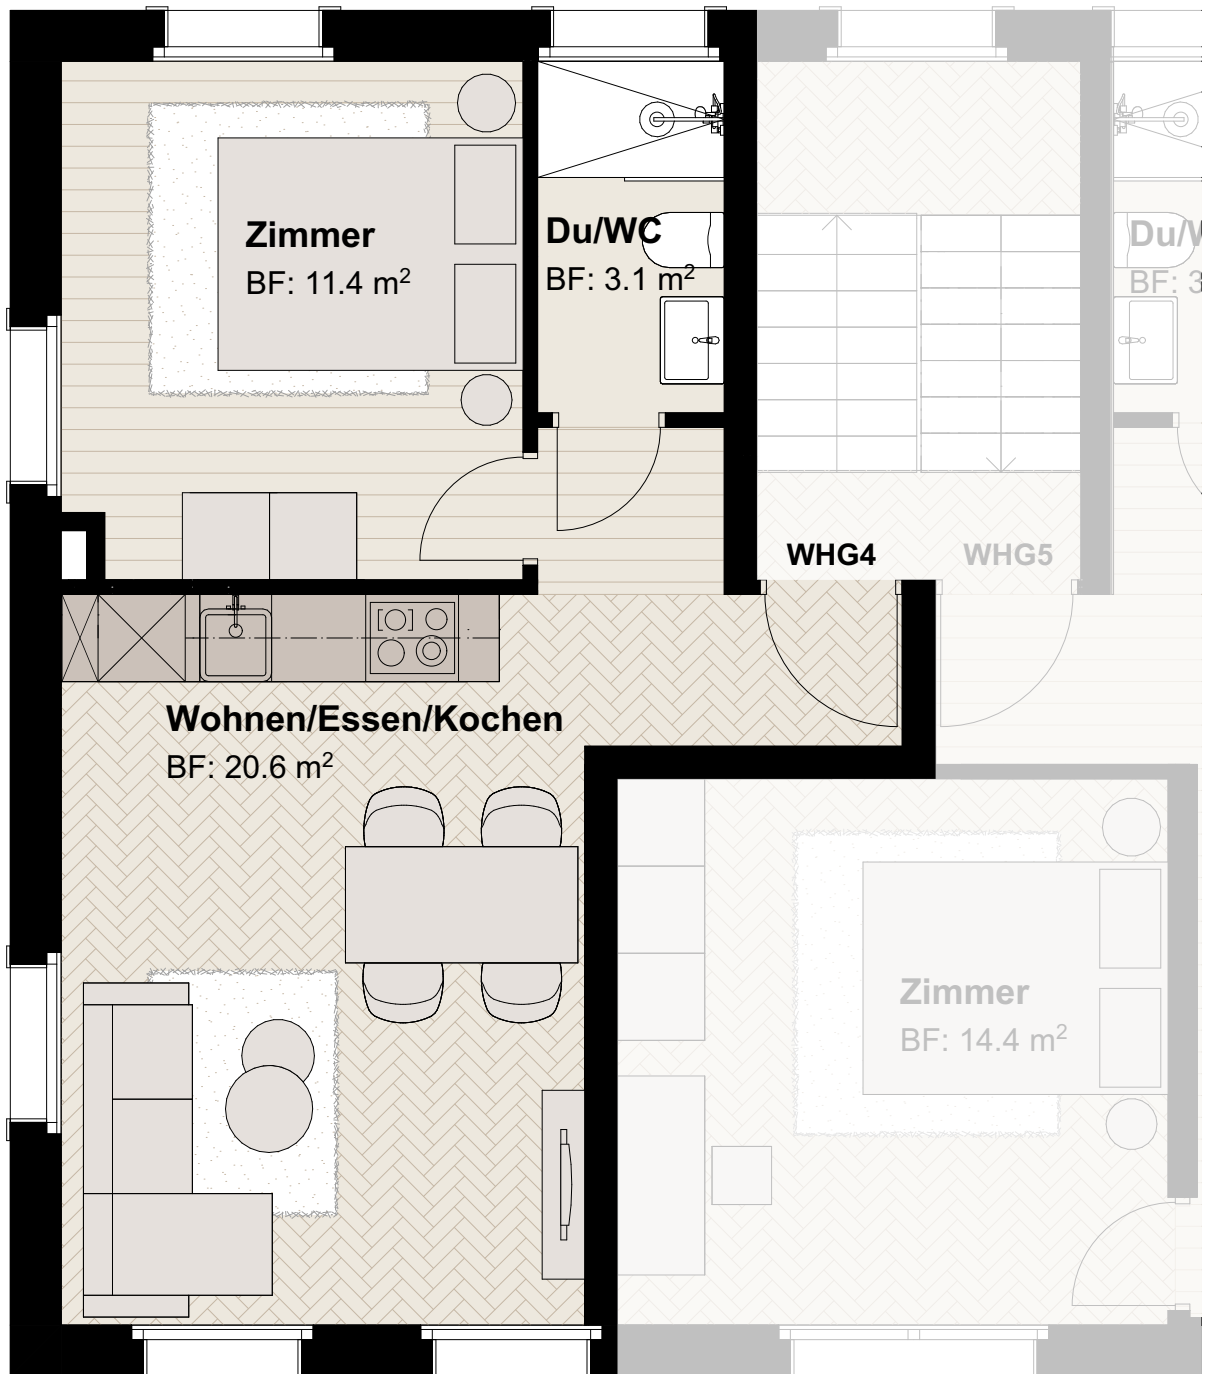 Zimmer
BF: 11.4 m²
Du/WC
BF: 3.1 m²
Du/W
BF: 3
WHG4
WHG5
Wohnen/Essen/Kochen
BF: 20.6 m²
Zimmer
BF: 14.4 m²